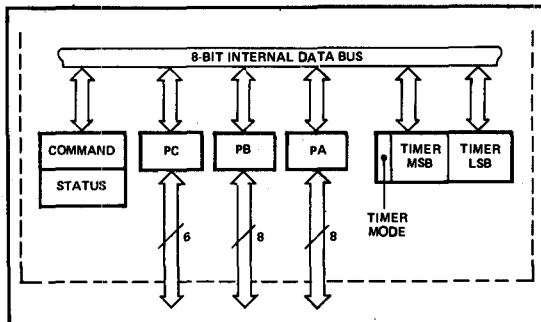 8-BIT INTERNAL DATA BUS
COMMAND
STATUS
PC
PB
PA
TIMER
MSB
TIMER
LSB
6
8
8
TIMER
MODE